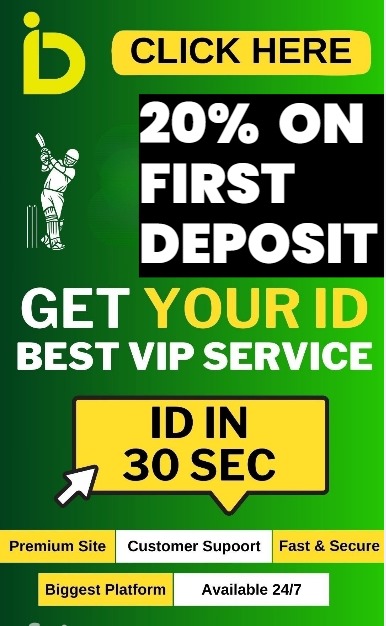 CLICK HERE
20% ON
FIRST
DEPOSIT
GET YOUR ID
BEST VIP SERVICE
ID IN
30 SEC
Premium Site Customer Supoort Fast & Secure
Biggest Platform Available 24/7